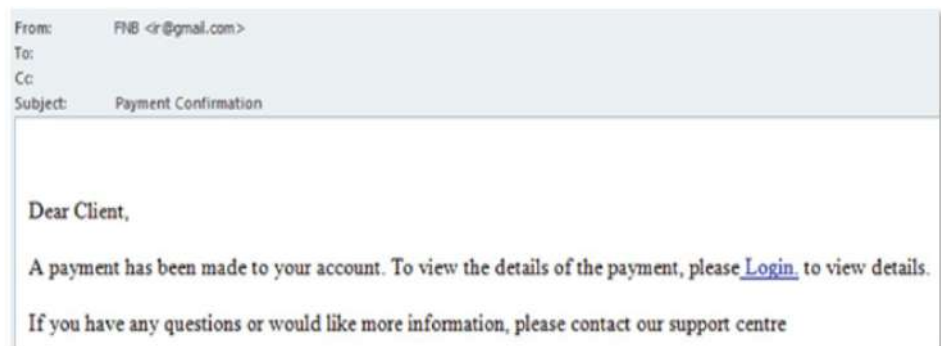 From: FNB <ir@gmail.com>
To:
Cc:
Subject: Payment Confirmation
Dear Client,
A payment has been made to your account. To view the details of the payment, please Login. to view details.
If you have any questions or would like more information, please contact our support centre